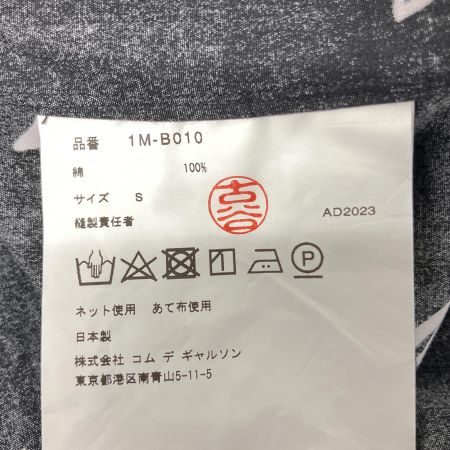 品番 1M-B010
綿 100%
サイズ S
縫製責任者 古谷 AD2023
ネット使用 あて布使用
日本製
株式会社 コム デ ギャルソン
東京都港区南青山5-11-5